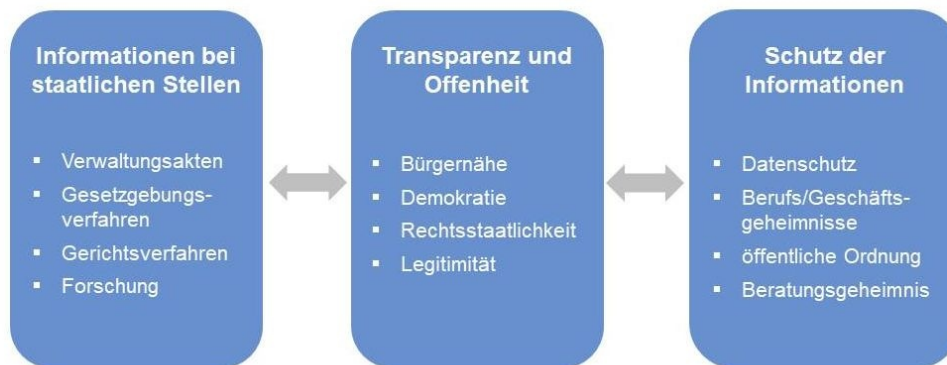 Informationen bei
staatlichen Stellen
▪ Verwaltungsakten
▪ Gesetzgebungs-
verfahren
▪ Gerichtsverfahren
▪ Forschung
Transparenz und
Offenheit
▪ Bürgernähe
▪ Demokratie
▪ Rechtsstaatlichkeit
▪ Legitimität
Schutz der
Informationen
▪ Datenschutz
▪ Berufs/Geschäfts-
geheimnisse
▪ öffentliche Ordnung
▪ Beratungsgeheimnis